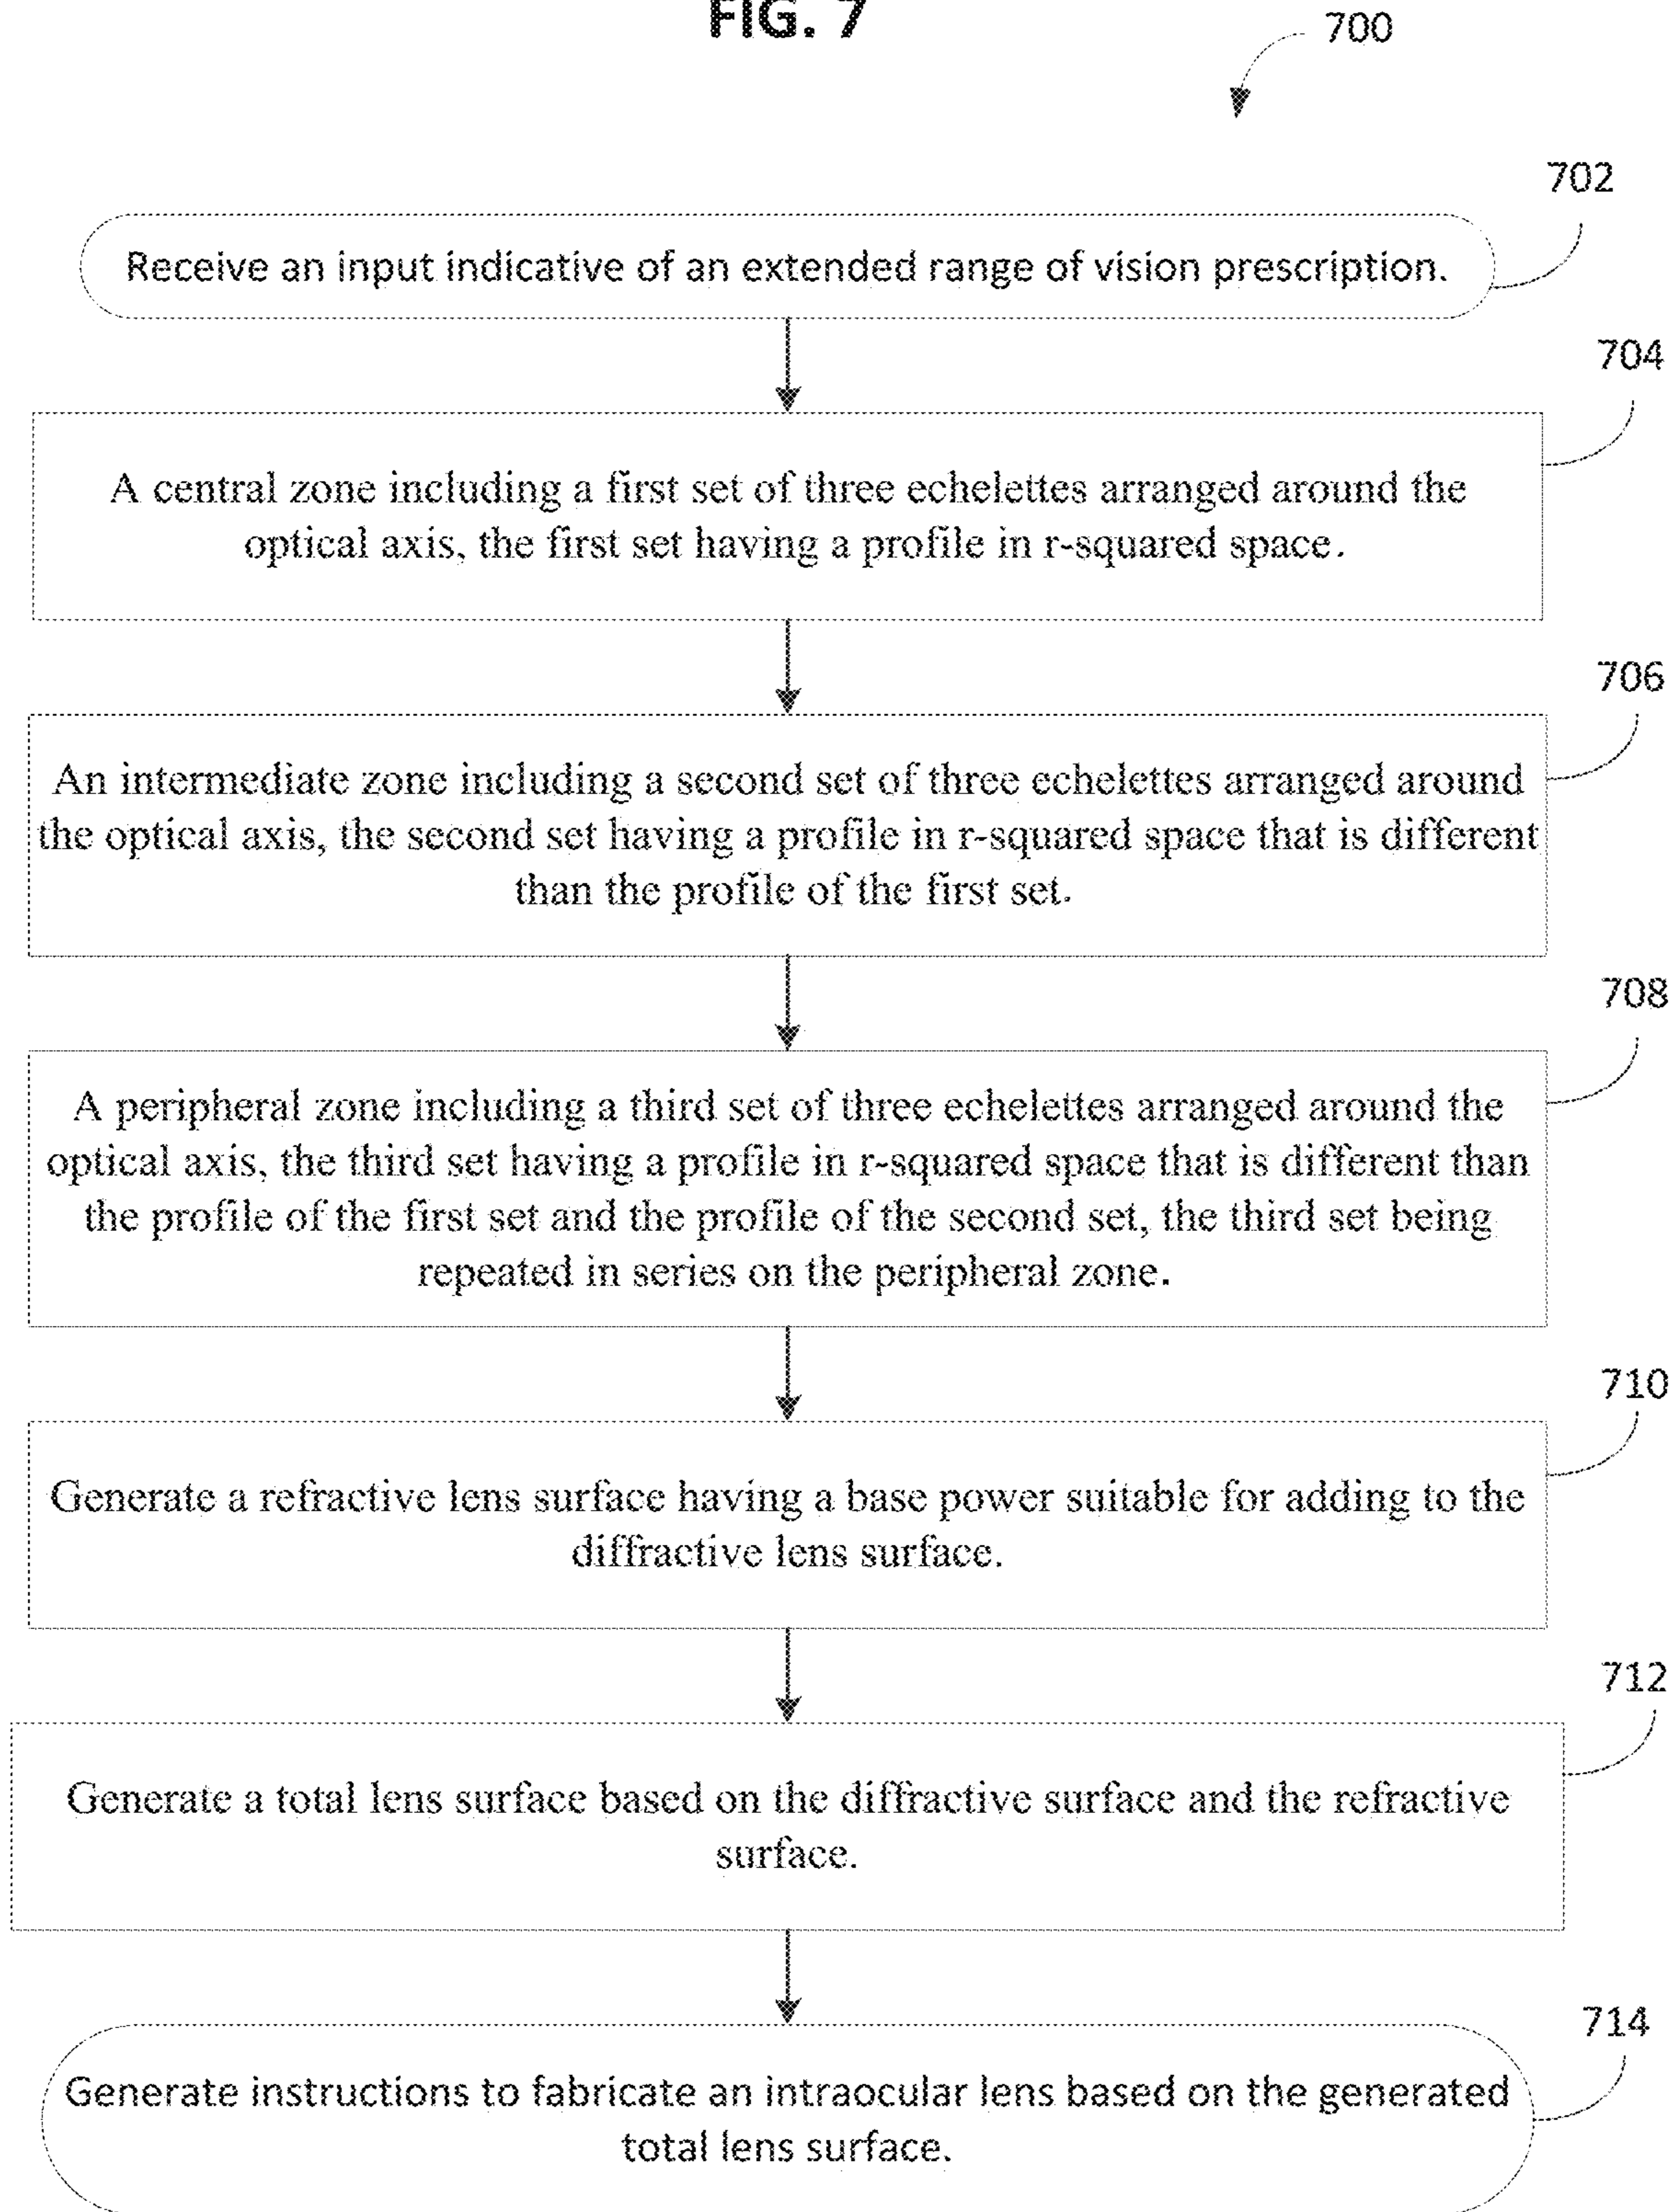 FIG. 7
700
702
Receive an input indicative of an extended range of vision prescription.
704
A central zone including a first set of three echelettes arranged around the
optical axis, the first set having a profile in r-squared space.
706
An intermediate zone including a second set of three echelettes arranged around
the optical axis, the second set having a profile in r-squared space that is different
than the profile of the first set.
708
A peripheral zone including a third set of three echelettes arranged around the
optical axis, the third set having a profile in r-squared space that is different than
the profile of the first set and the profile of the second set, the third set being
repeated in series on the peripheral zone.
710
Generate a refractive lens surface having a base power suitable for adding to the
diffractive lens surface.
712
Generate a total lens surface based on the diffractive surface and the refractive
surface.
714
Generate instructions to fabricate an intraocular lens based on the generated
total lens surface.